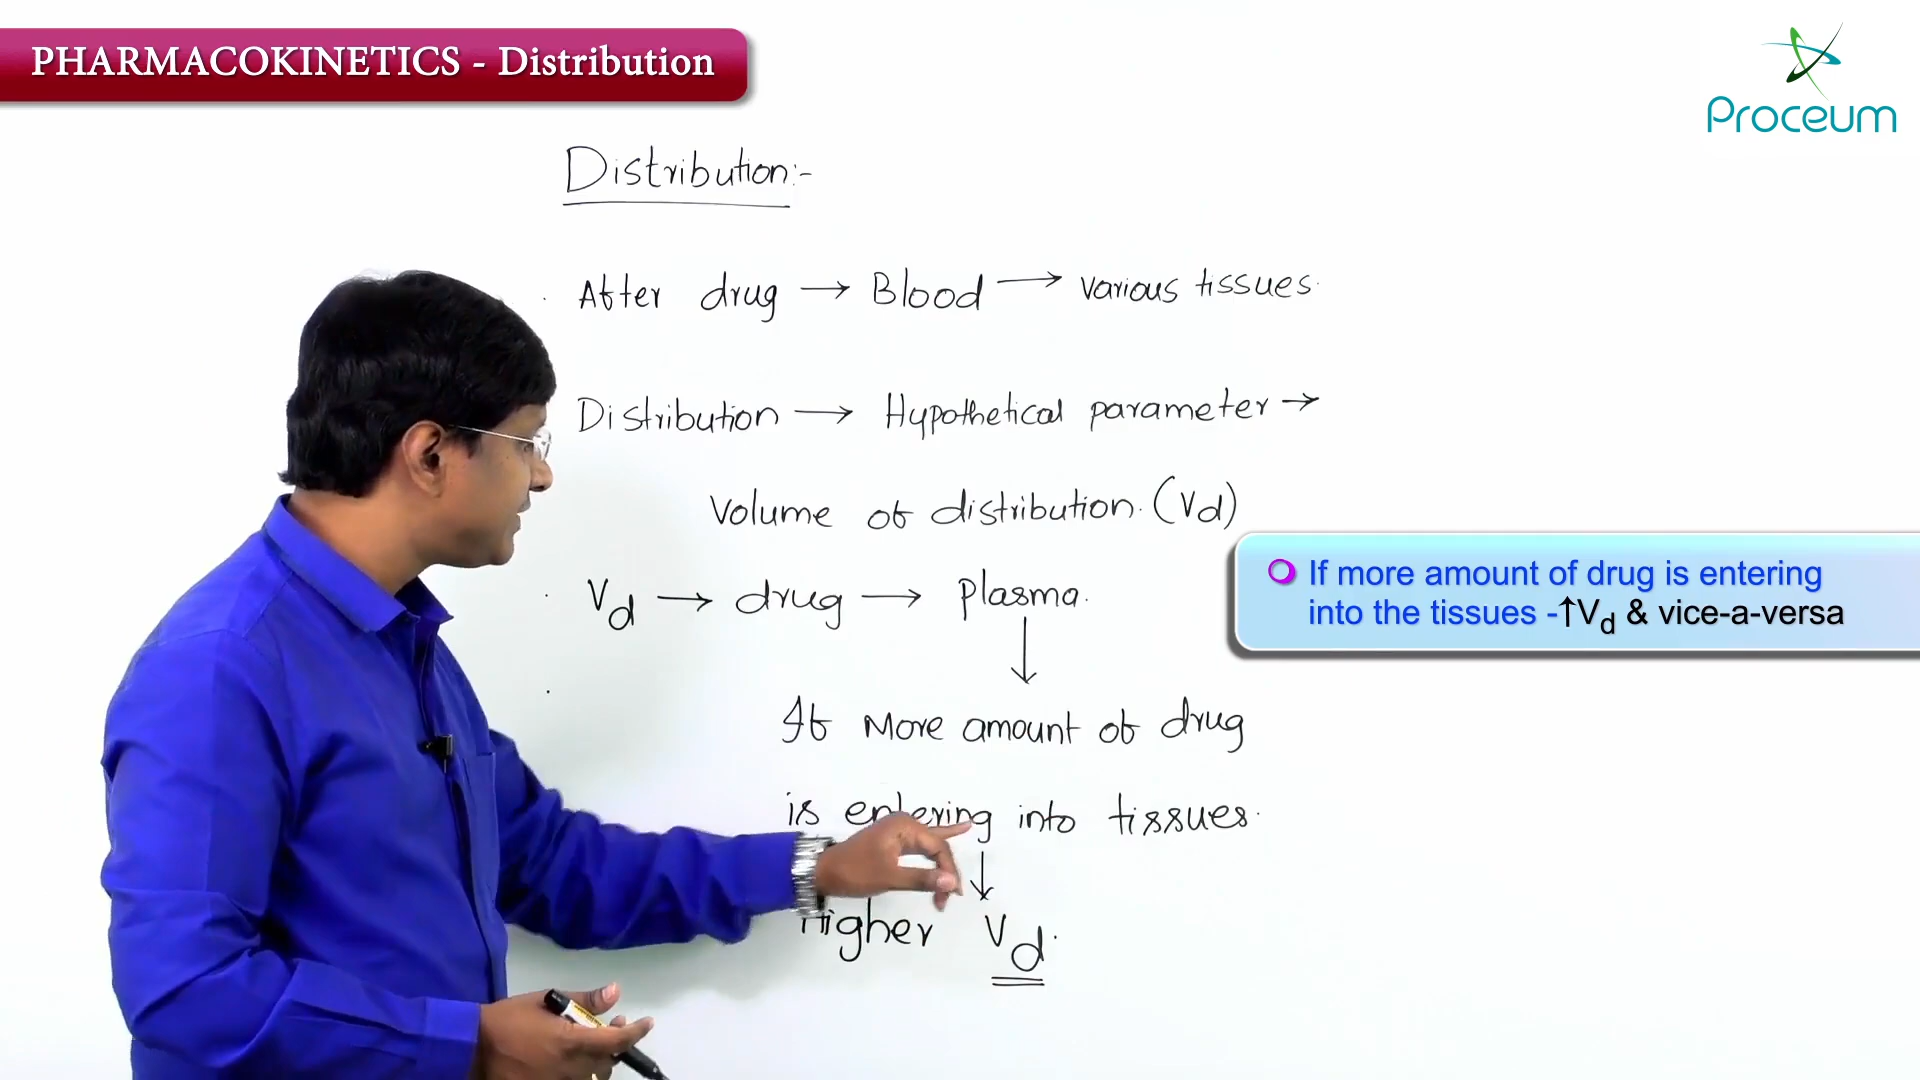 PHARMACOKINETICS - Distribution
Proceum
Distribution:-
After drug → Blood → various tissues.
Distribution → Hypothetical parameter →
Volume of distribution. (Vd)
Vd → drug → Plasma.
↓
If More amount of drug
is entering into tissues.
↓
Higher Vd.
If more amount of drug is entering
into the tissues -↑Vd & vice-a-versa